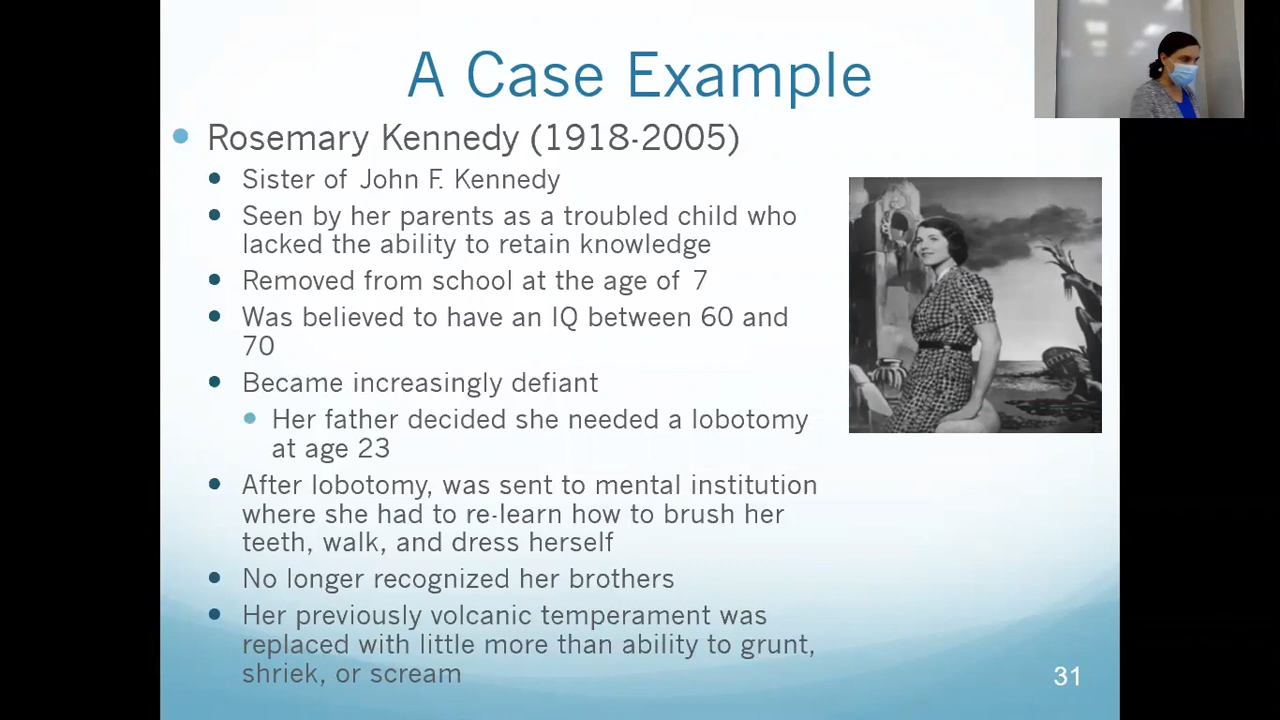 A Case Example
Rosemary Kennedy (1918-2005)
Sister of John F. Kennedy
Seen by her parents as a troubled child who
lacked the ability to retain knowledge
Removed from school at the age of 7
Was believed to have an IQ between 60 and
70
Became increasingly defiant
Her father decided she needed a lobotomy
at age 23
After lobotomy, was sent to mental institution
where she had to re-learn how to brush her
teeth, walk, and dress herself
No longer recognized her brothers
Her previously volcanic temperament was
replaced with little more than ability to grunt,
shriek, or scream
31